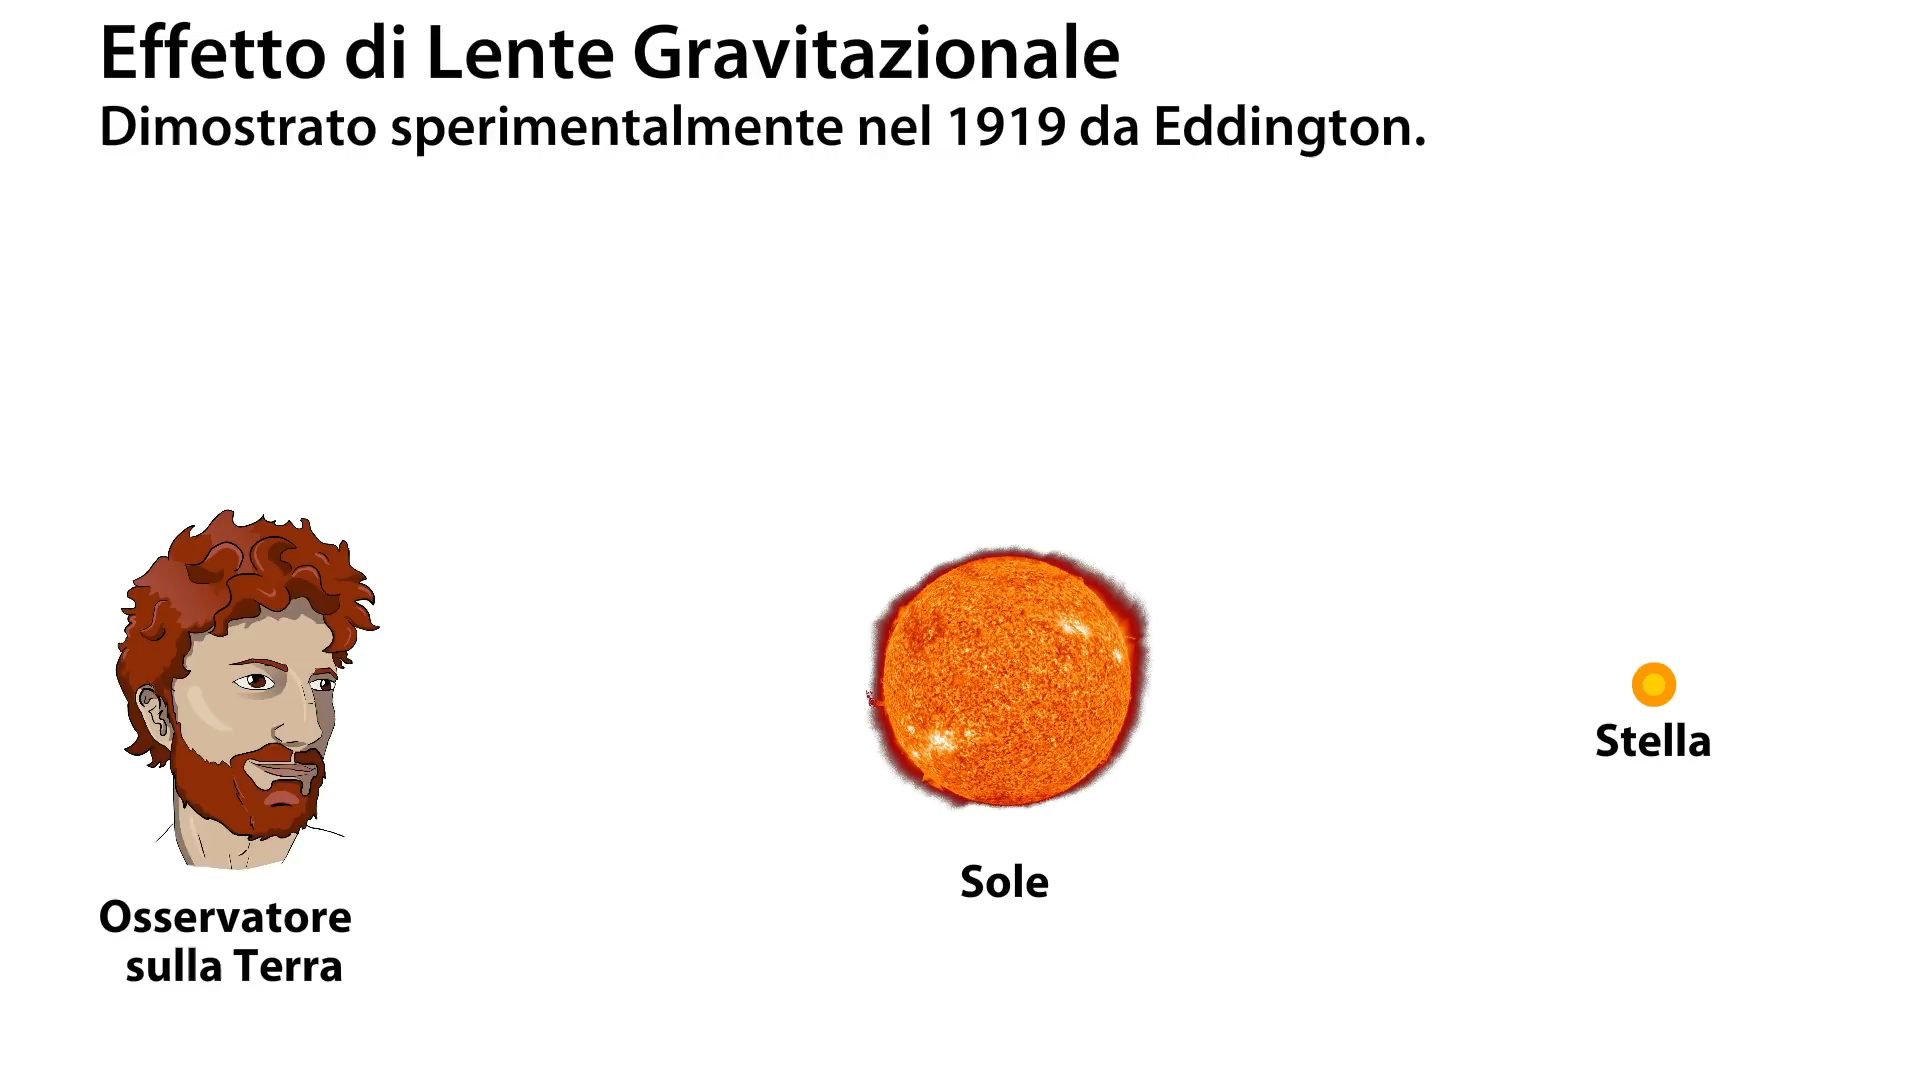 Effetto di Lente Gravitazionale
Dimostrato sperimentalmente nel 1919 da Eddington.
Stella
Sole
Osservatore
sulla Terra